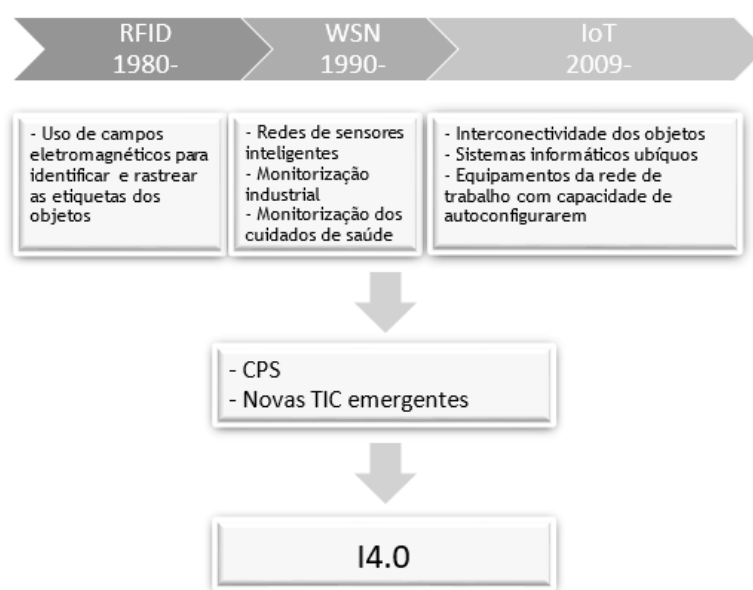 RFID
1980-
WSN
1990-
IoT
2009-
- Uso de campos
eletromagnéticos para
identificar e rastrear
as etiquetas dos
objetos
- Redes de sensores
inteligentes
- Monitorização
industrial
- Monitorização dos
cuidados de saúde
- Interconectividade dos objetos
- Sistemas informáticos ubíquos
- Equipamentos da rede de
trabalho com capacidade de
autoconfigurarem
- CPS
- Novas TIC emergentes
I4.0